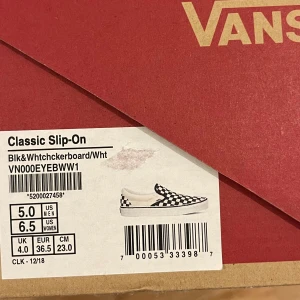 VANS
Classic Slip-On
Blk&Whtchckerboard/Wht
VN000EYEBWW1
*5200027458*
5.0 US MEN
6.5 US WOMEN
UK EUR CM
4.0 36.5 23.0
CLK - 12/18
7 00053 33398 7